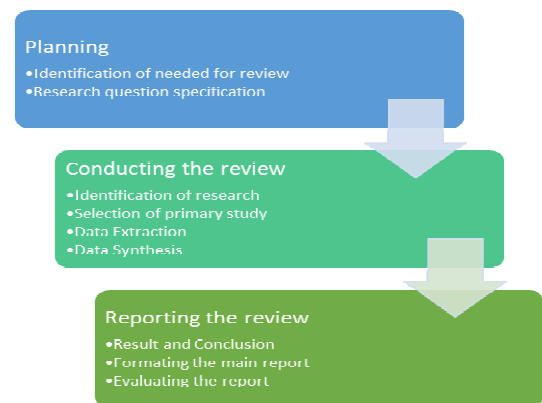 Planning
•Identification of needed for review
•Research question specification
Conducting the review
•Identification of research
•Selection of primary study
•Data Extraction
•Data Synthesis
Reporting the review
•Result and Conclusion
•Formating the main report
•Evaluating the report